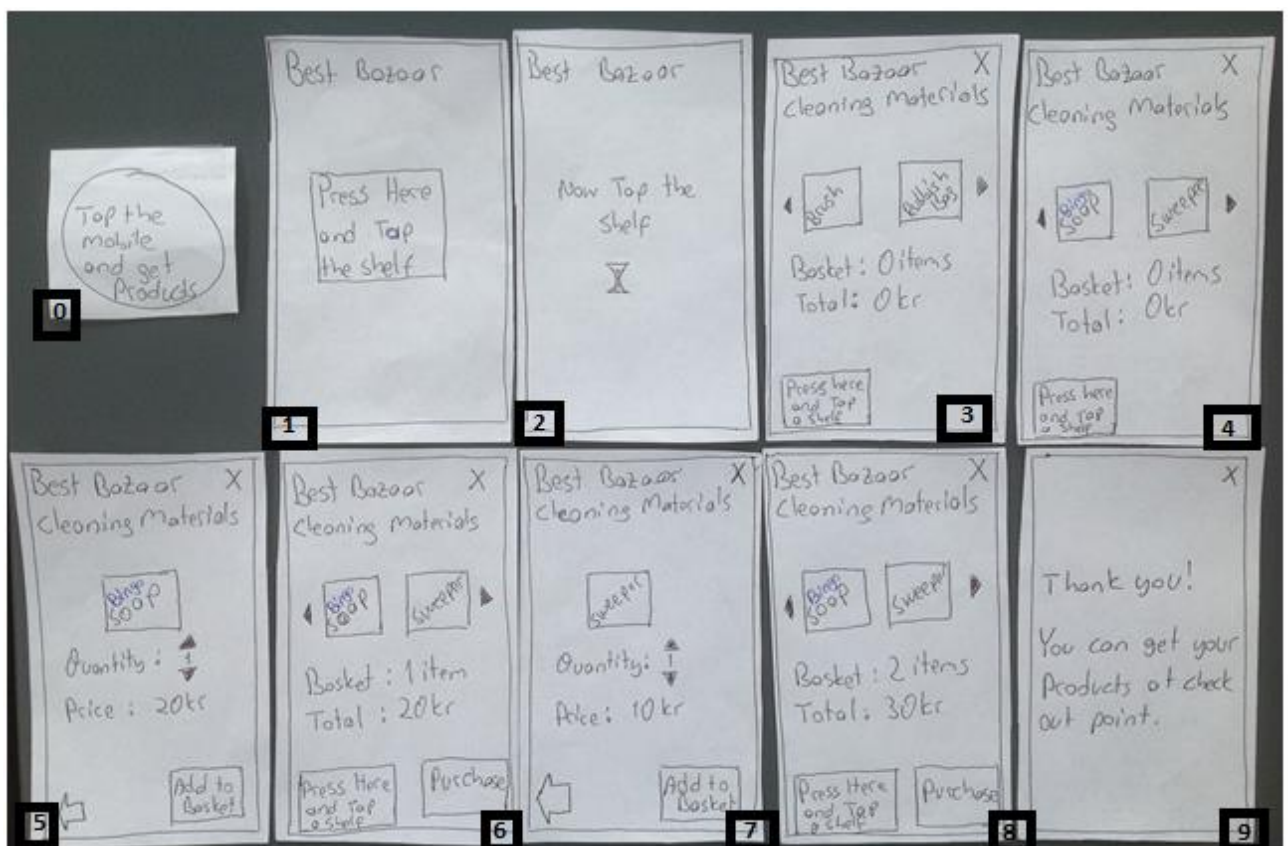 Tap the
mobile
and get
Products
0
Best Bazaar
Press Here
and Tap
the shelf
1
Best Bazaar
Now Tap the
shelf
2
Best Bazaar X
Cleaning Materials
Brush
Rubbish
Bag
Basket: 0 items
Total: 0kr
Press here
and Tap
a shelf
3
Best Bazaar X
Cleaning Materials
Bingo
Soap
Sweeper
Basket: 0 items
Total: 0kr
Press here
and Tap
a shelf
4
Best Bazaar X
Cleaning Materials
Bingo
Soap
Quantity: 1
Price: 20kr
Add to
Basket
5
Best Bazaar X
Cleaning Materials
Bingo
Soap
Sweeper
Basket: 1 item
Total: 20kr
Press Here
and Tap
a shelf
Purchase
6
Best Bazaar X
Cleaning Materials
Sweeper
Quantity: 1
Price: 10kr
Add to
Basket
7
Best Bazaar X
Cleaning Materials
Bingo
Soap
Sweeper
Basket: 2 items
Total: 30kr
Press Here
and Tap
a shelf
Purchase
8
X
Thank you!
You can get your
Products at check
out point.
9